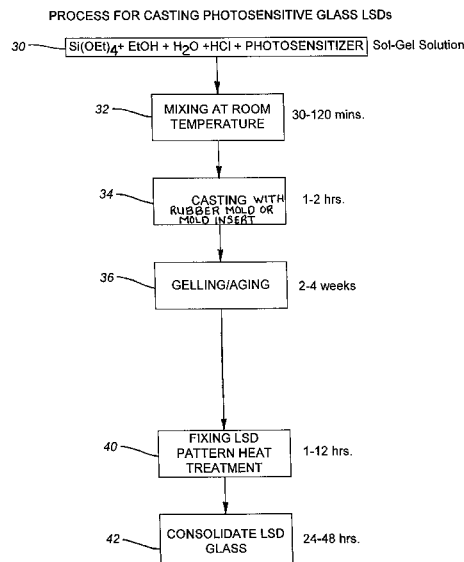 PROCESS FOR CASTING PHOTOSENSITIVE GLASS LSDs
30 Si(OEt)4+ EtOH + H2O +HCl + PHOTOSENSITIZER Sol-Gel Solution
32 MIXING AT ROOM TEMPERATURE 30-120 mins.
34 CASTING WITH RUBBER MOLD OR MOLD INSERT 1-2 hrs.
36 GELLING/AGING 2-4 weeks
40 FIXING LSD PATTERN HEAT TREATMENT 1-12 hrs.
42 CONSOLIDATE LSD GLASS 24-48 hrs.